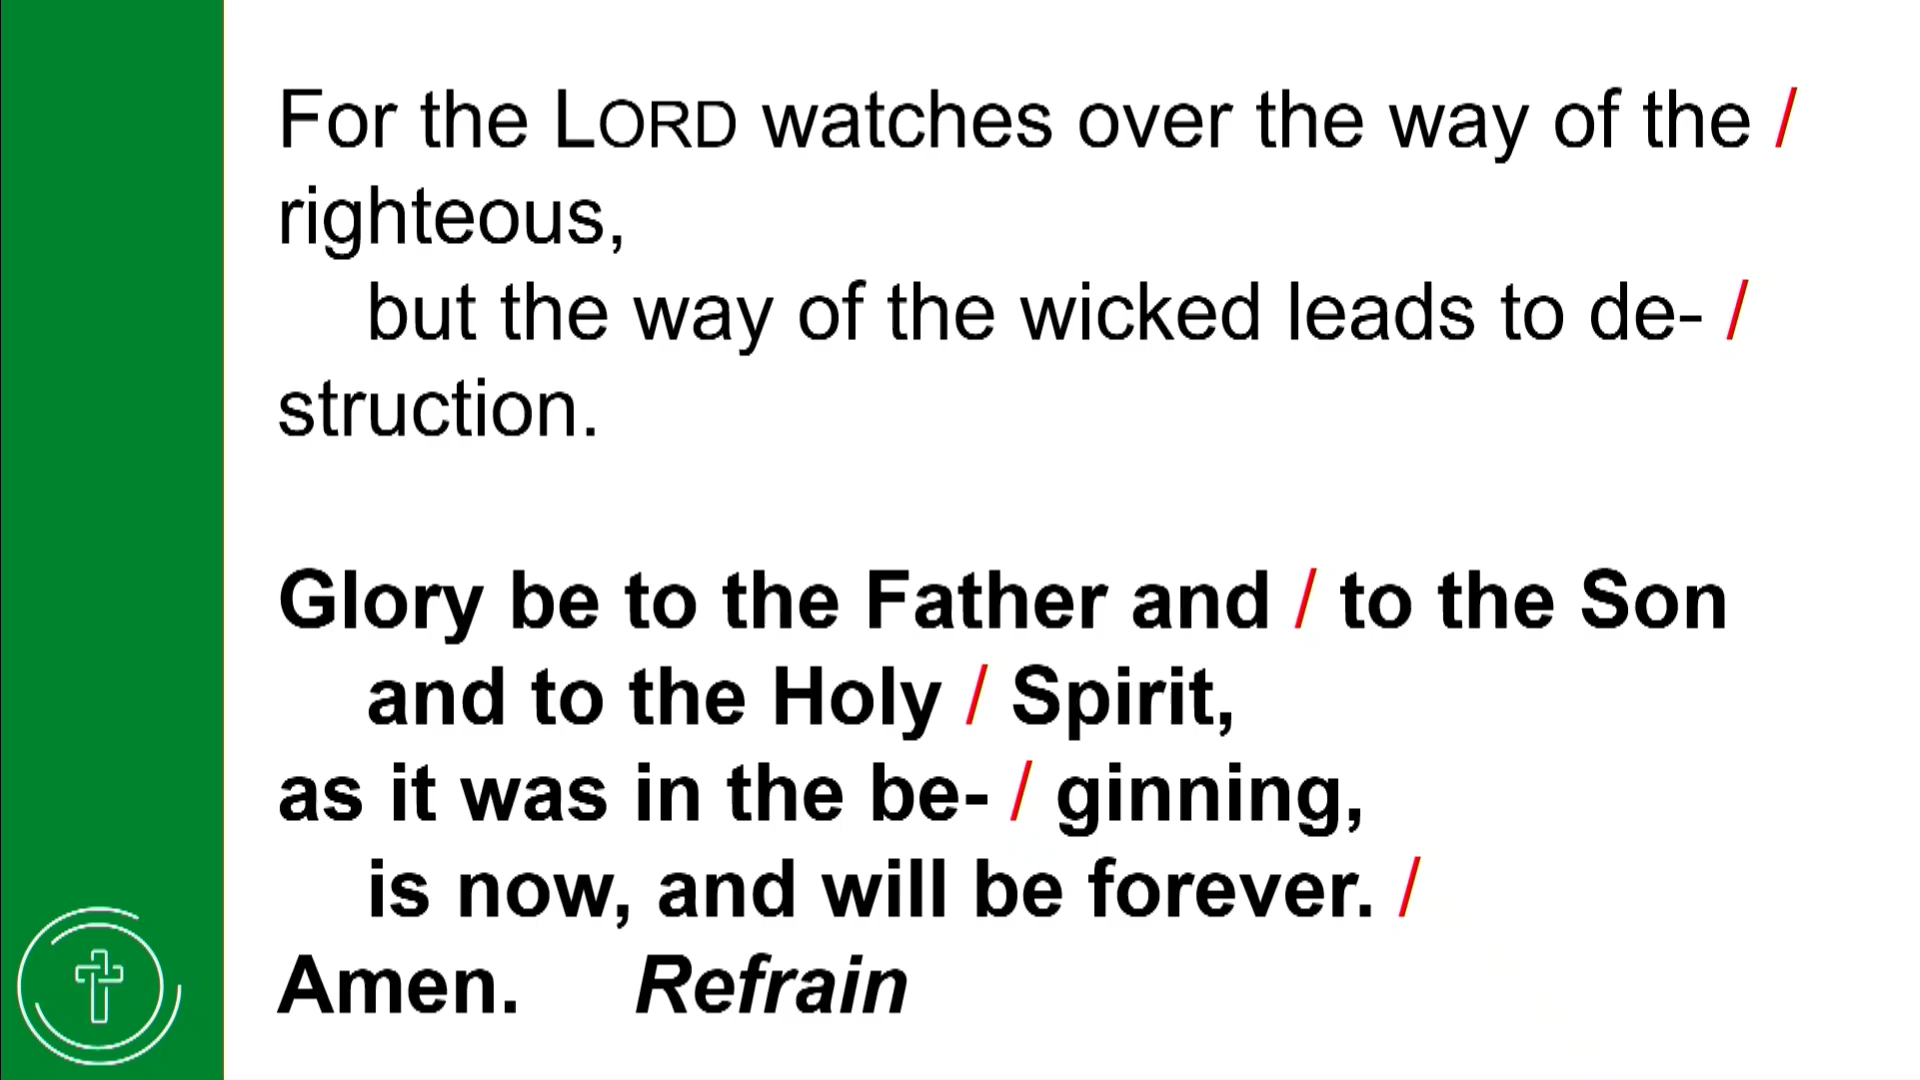 For the LORD watches over the way of the /
righteous,
but the way of the wicked leads to de- /
struction.
Glory be to the Father and / to the Son
and to the Holy / Spirit,
as it was in the be- / ginning,
is now, and will be forever. /
Amen. Refrain